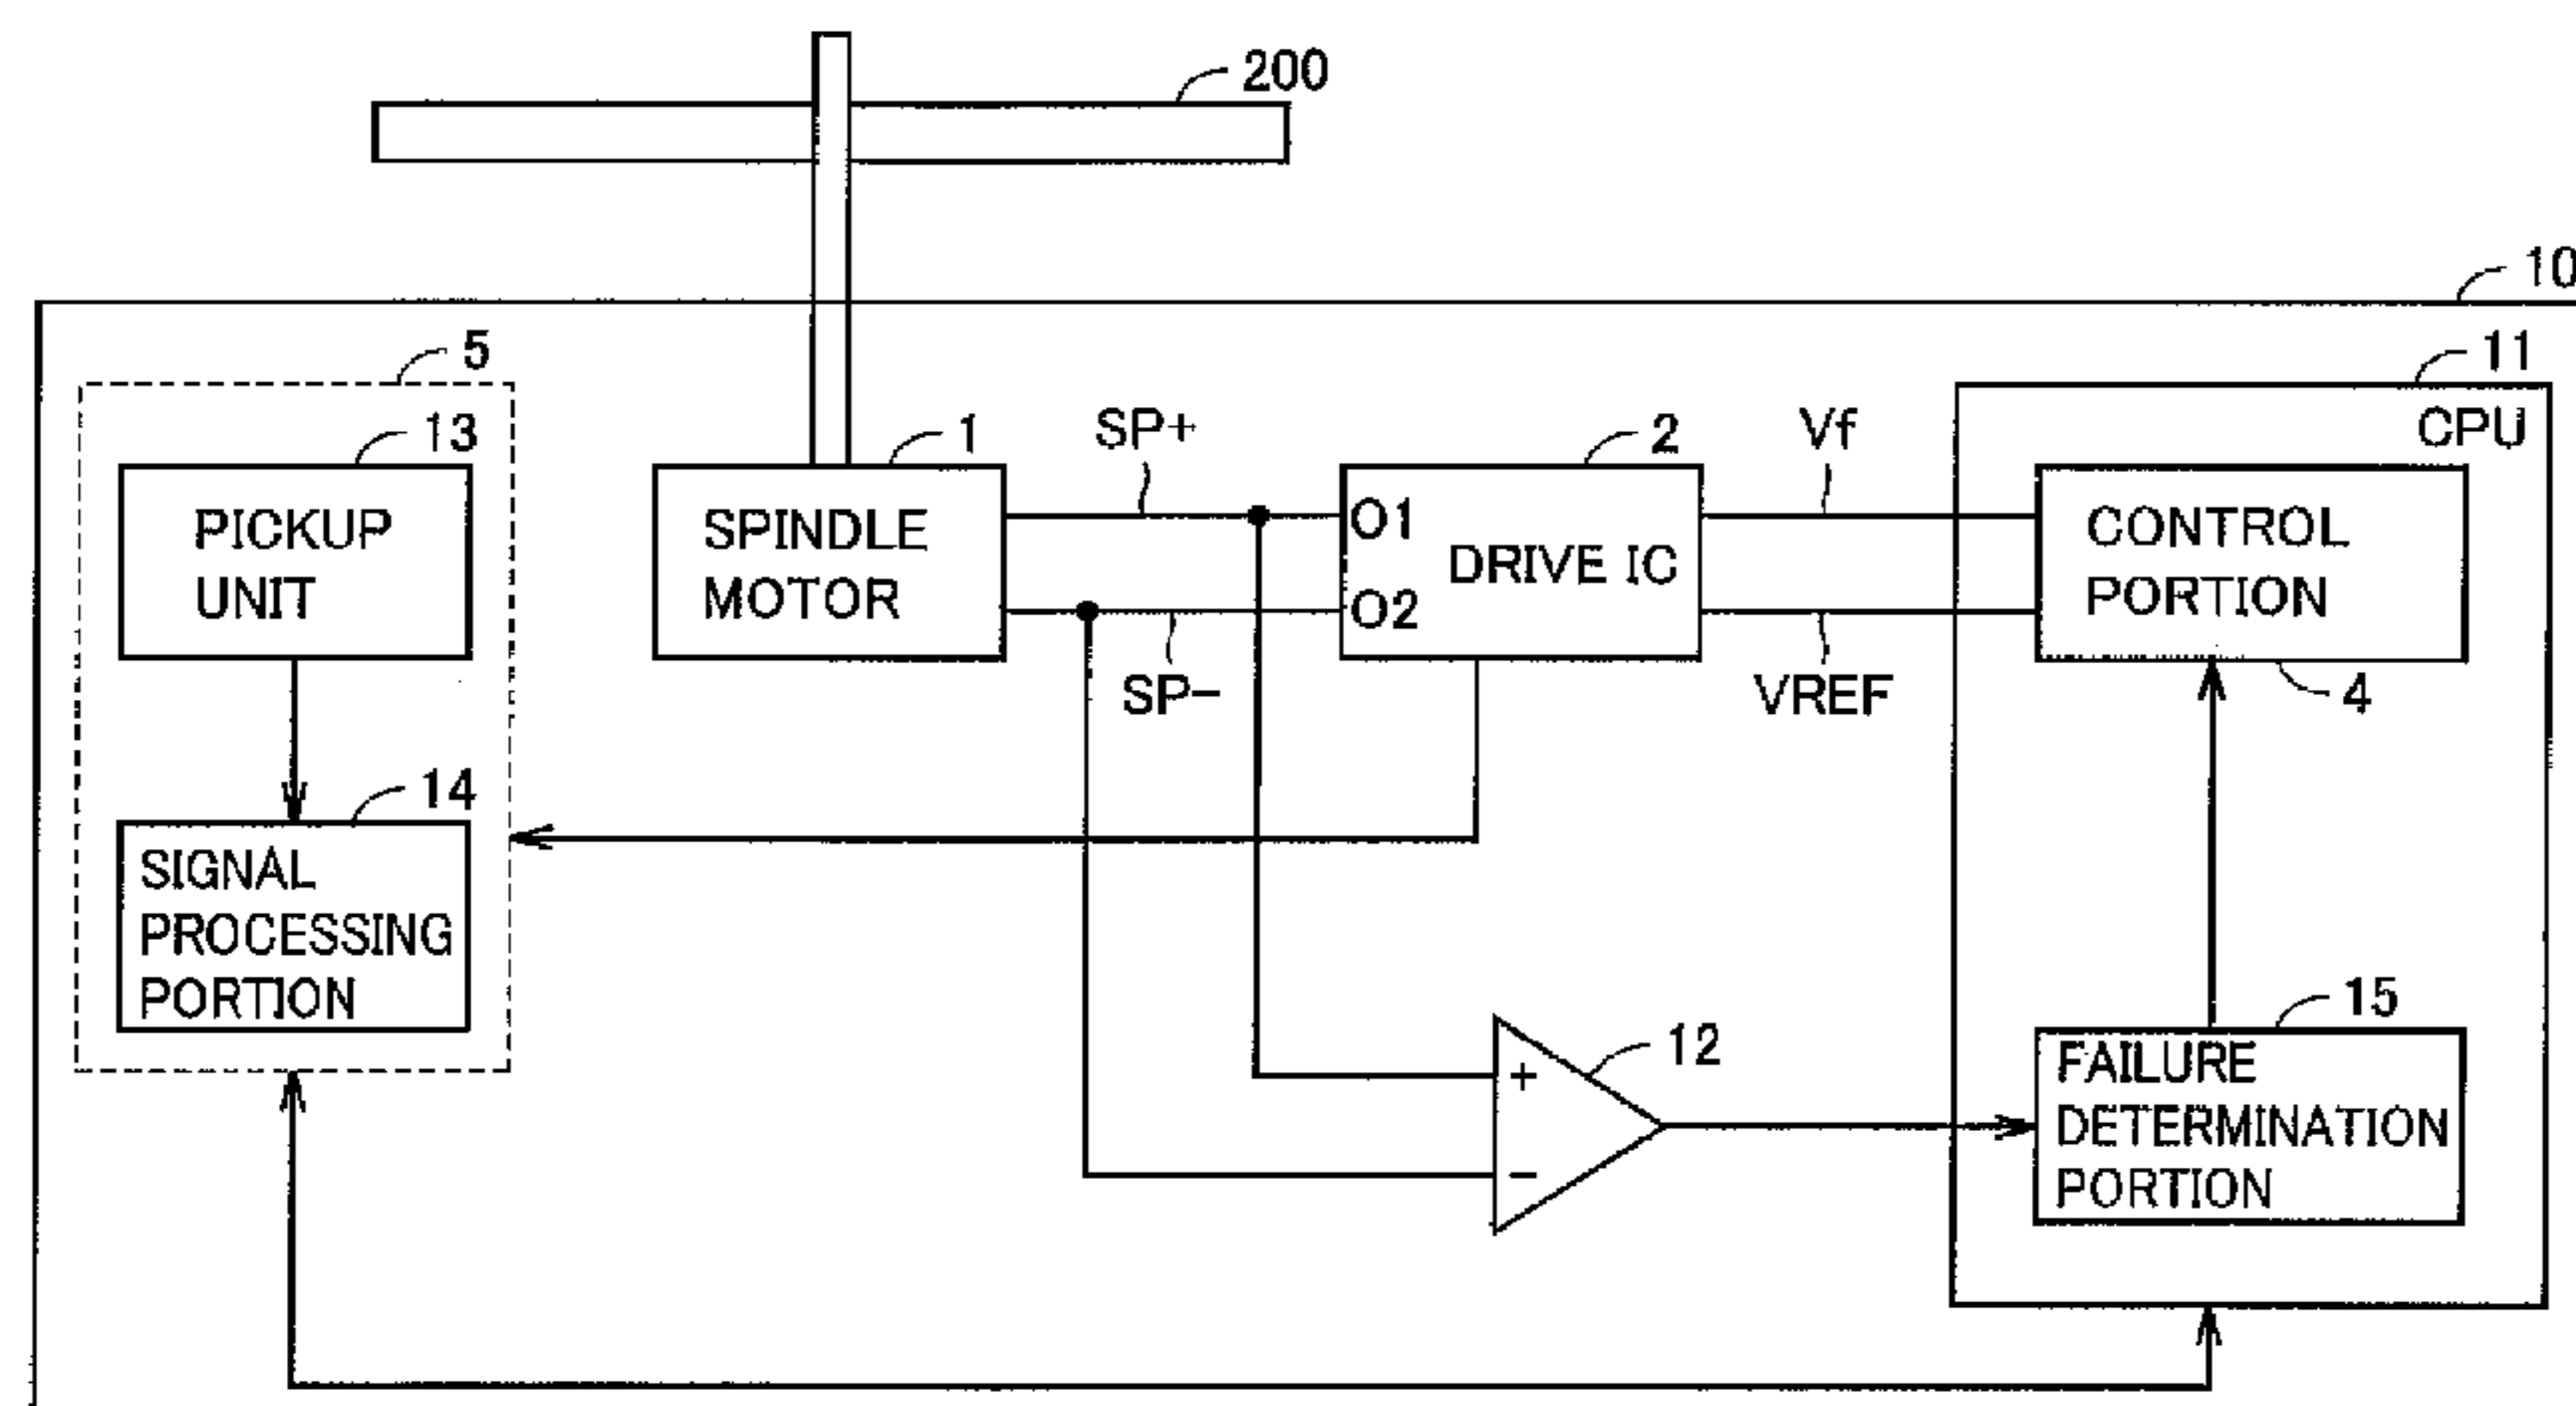 200
10
5
11
CPU
13
PICKUP
UNIT
1
SPINDLE
MOTOR
SP+
SP-
2
O1
O2
DRIVE IC
Vf
VREF
CONTROL
PORTION
4
14
SIGNAL
PROCESSING
PORTION
12
+
-
15
FAILURE
DETERMINATION
PORTION